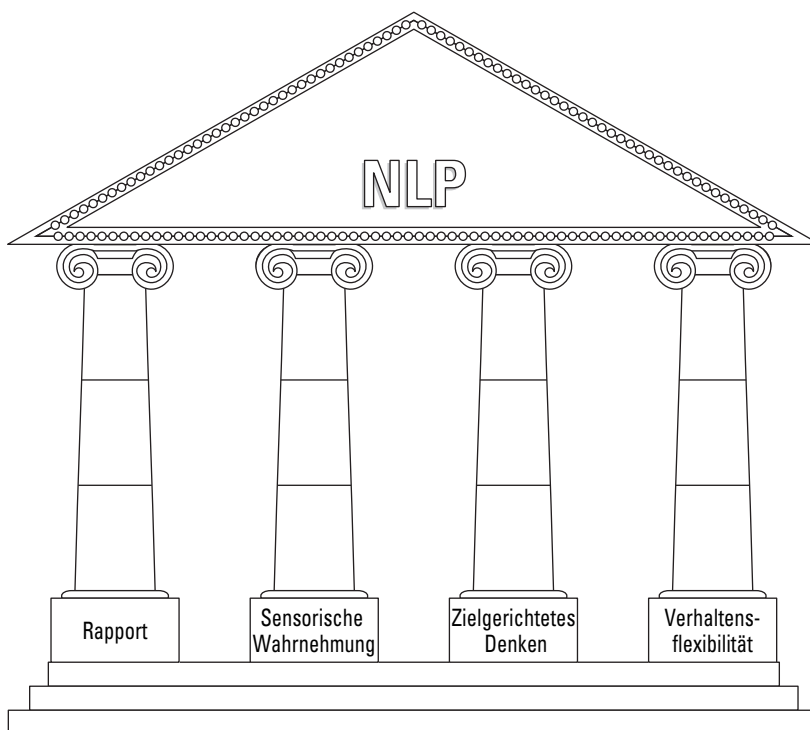 NLP
Rapport
Sensorische
Wahrnehmung
Zielgerichtetes
Denken
Verhaltens-
flexibilität